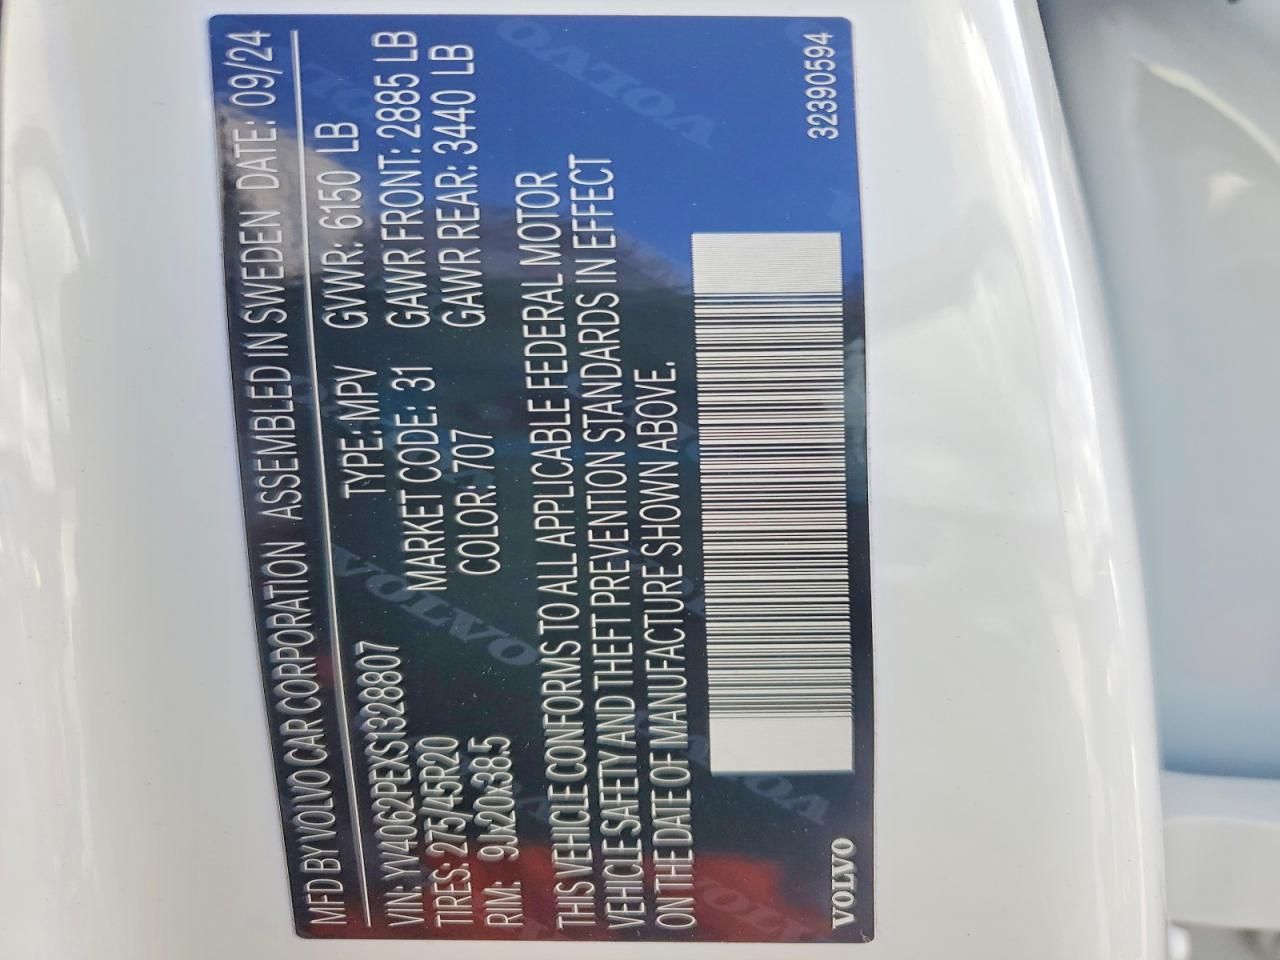 MFD BY VOLVO CAR CORPORATION ASSEMBLED IN SWEDEN DATE: 09/24
VIN: YV4062PEXS1328807 TYPE: MPV GVWR: 6150 LB
TIRES: 275/45R20 MARKET CODE: 31 GAWR FRONT: 2885 LB
RIM: 9Jx20x38.5 COLOR: 707 GAWR REAR: 3440 LB
THIS VEHICLE CONFORMS TO ALL APPLICABLE FEDERAL MOTOR
VEHICLE SAFETY AND THEFT PREVENTION STANDARDS IN EFFECT
ON THE DATE OF MANUFACTURE SHOWN ABOVE.
VOLVO 32390594